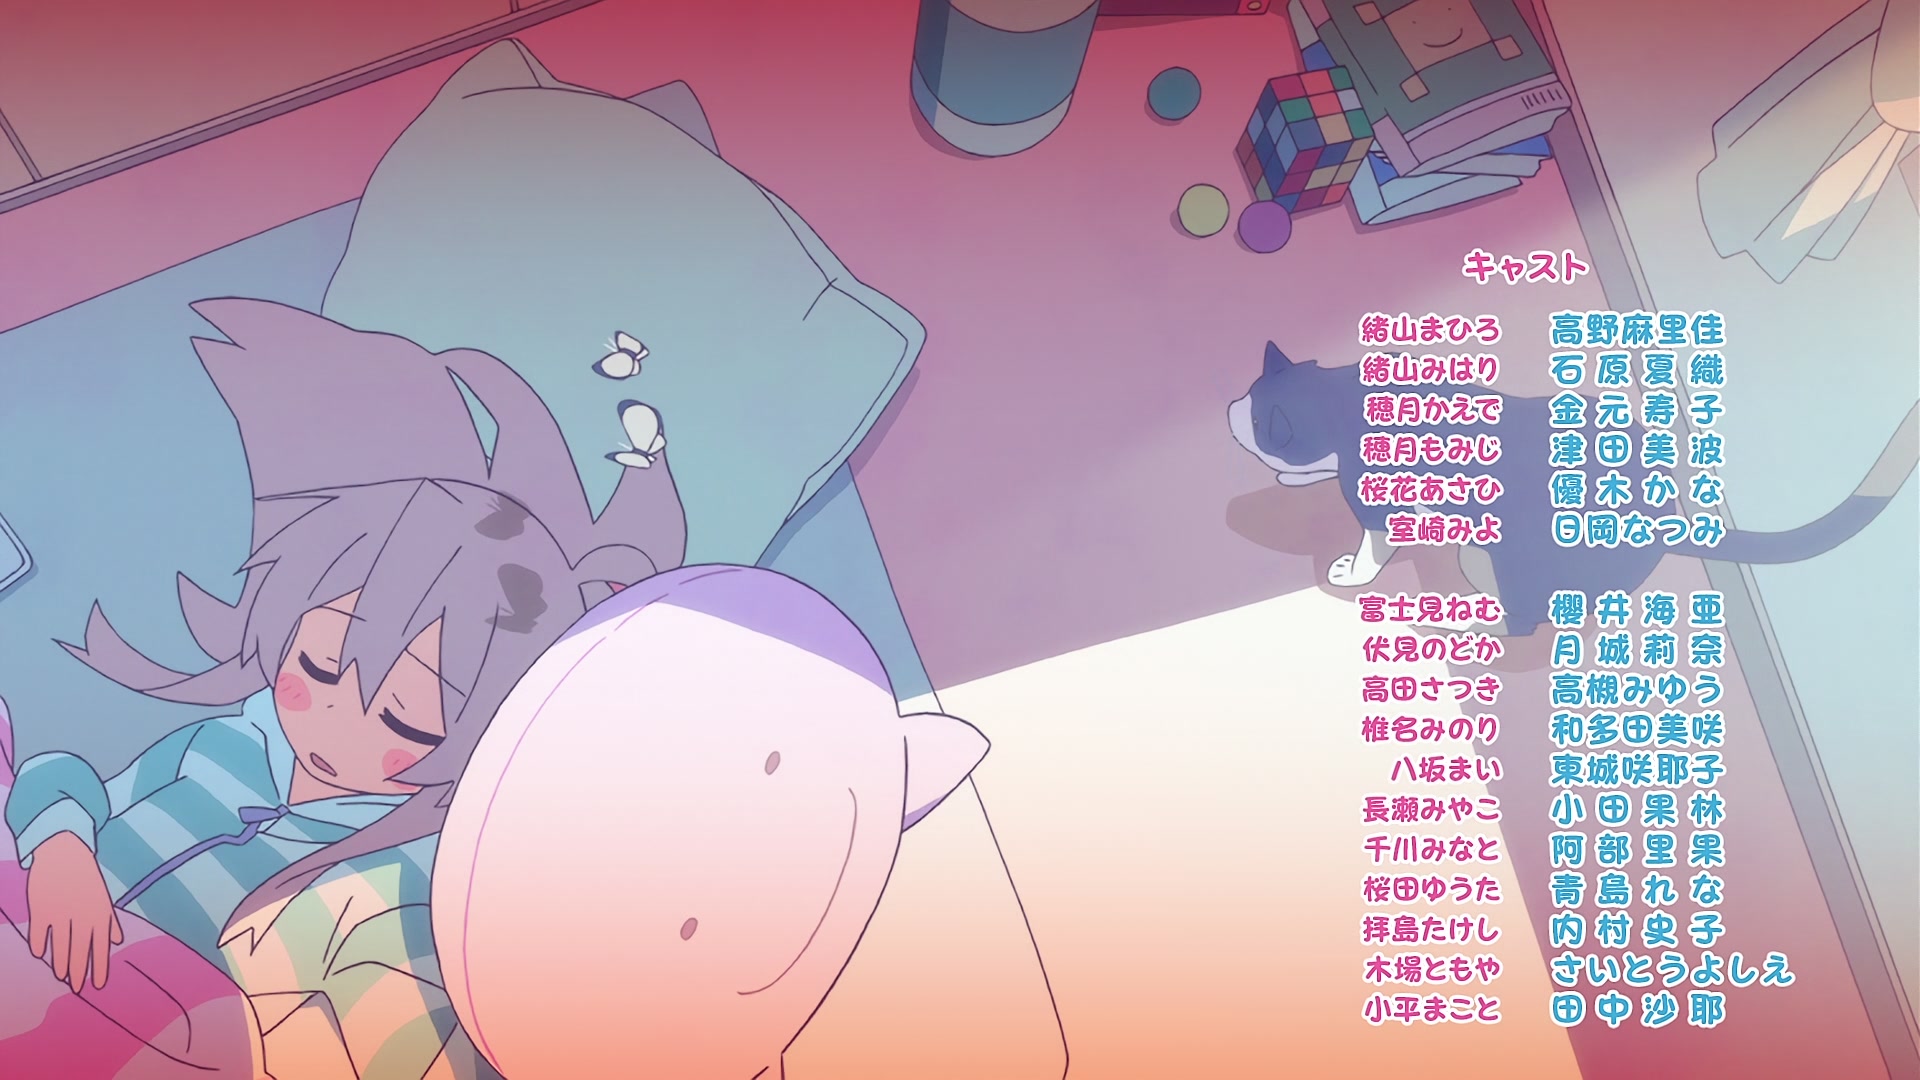 キャスト
緒山まひろ 高野麻里佳
緒山みはり 石原夏織
穂月かえで 金元寿子
穂月もみじ 津田美波
桜花あさひ 優木かな
室崎みよ 日岡なつみ
富士見ねむ 櫻井海亜
伏見のどか 月城莉奈
高田さつき 高槻みゆう
椎名みのり 和多田美咲
八坂まい 東城咲耶子
長瀬みやこ 小田果林
千川みなと 阿部里果
桜田ゆうた 青島れな
拝島たけし 内村史子
木場ともや さいとうよしえ
小平まこと 田中沙耶